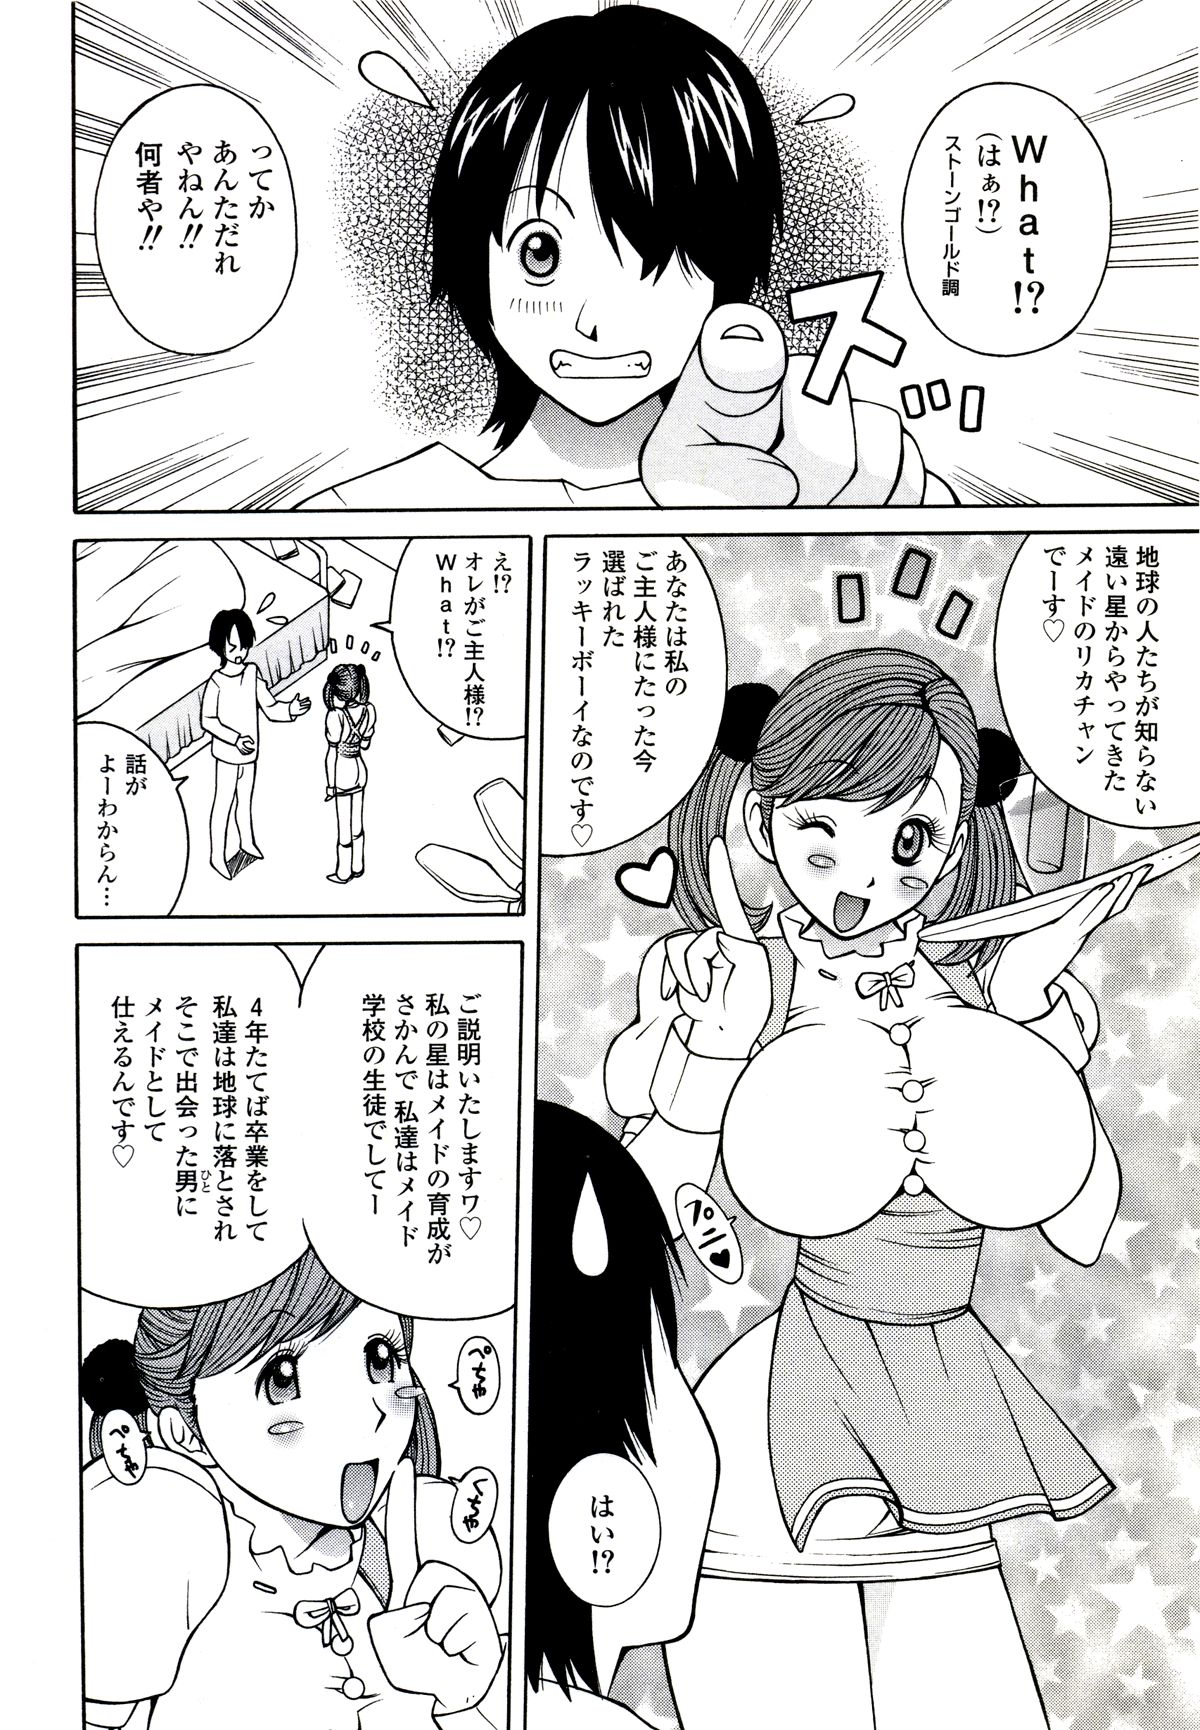 What!?
(はぁ!?)
ストーンゴールド調
ズ
ってか
あんただれ
やねん!!
何者や!!
地球の人たちが知らない
遠い星からやってきた
メイドのリカチャン
でーす♡
あなたは私の
ご主人様にたった今
選ばれた
ラッキーボーイなのです♡
プニ♥
はい!?
え!?
オレがご主人様!?
What!?
話が
よーわからん…
ご説明いたしますワ♡
私の星はメイドの育成が
さかんで 私達はメイド
学校の生徒でしてー
4年たてば卒業をして
私達は地球に落とされ
そこで出会った男(ひと)に
メイドとして
仕えるんです♡
ぺちゃ
くちゃ
ぺちゃ